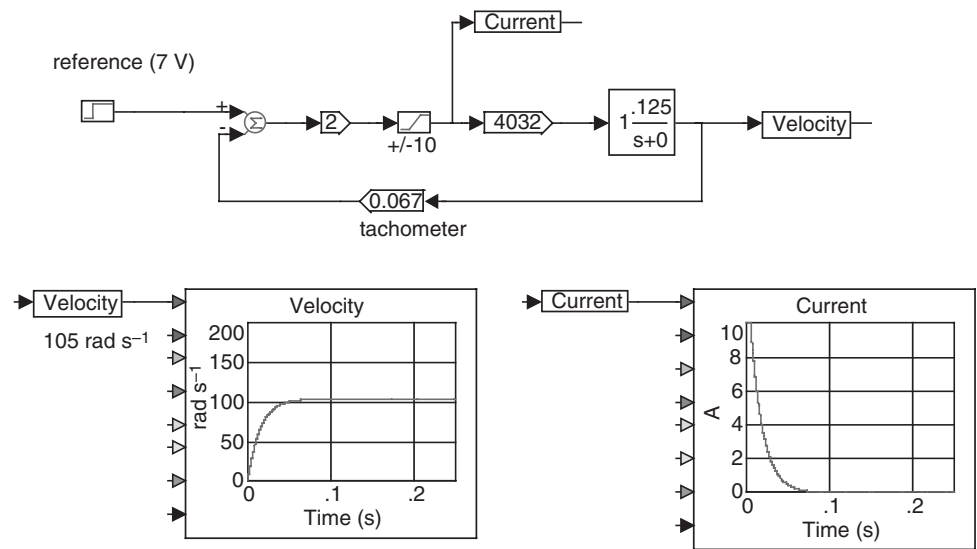 Current
reference (7 V)
+
-
Σ
2
+/-10
4032
1 .125
s+0
Velocity
0.067
tachometer
Velocity
105 rad s⁻¹
Velocity
rad s⁻¹
200
150
100
50
0
0 .1 .2
Time (s)
Current
Current
A
10
8
6
4
2
0
0 .1 .2
Time (s)